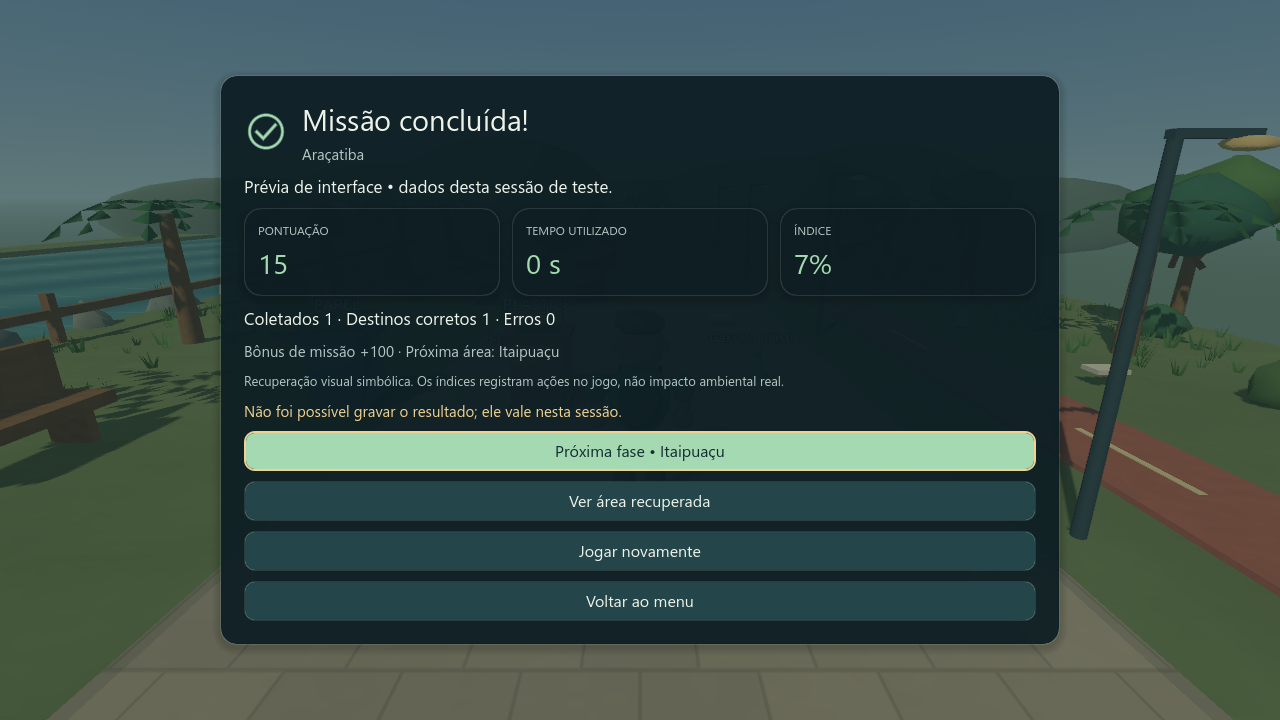 Missão concluída!
Araçatiba
Prévia de interface • dados desta sessão de teste.
PONTUAÇÃO
15
TEMPO UTILIZADO
0 s
ÍNDICE
7%
Coletados 1 · Destinos corretos 1 · Erros 0
Bônus de missão +100 · Próxima área: Itaipuaçu
Recuperação visual simbólica. Os índices registram ações no jogo, não impacto ambiental real.
Não foi possível gravar o resultado; ele vale nesta sessão.
Próxima fase • Itaipuaçu
Ver área recuperada
Jogar novamente
Voltar ao menu